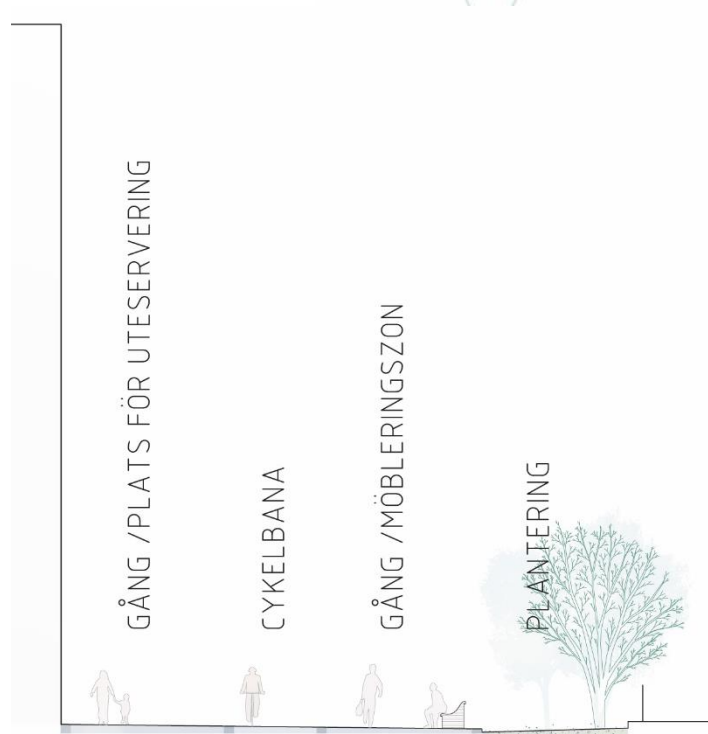 GÅNG /PLATS FÖR UTESERVERING
CYKELBANA
GÅNG /MÖBLERINGSZON
PLANTERING